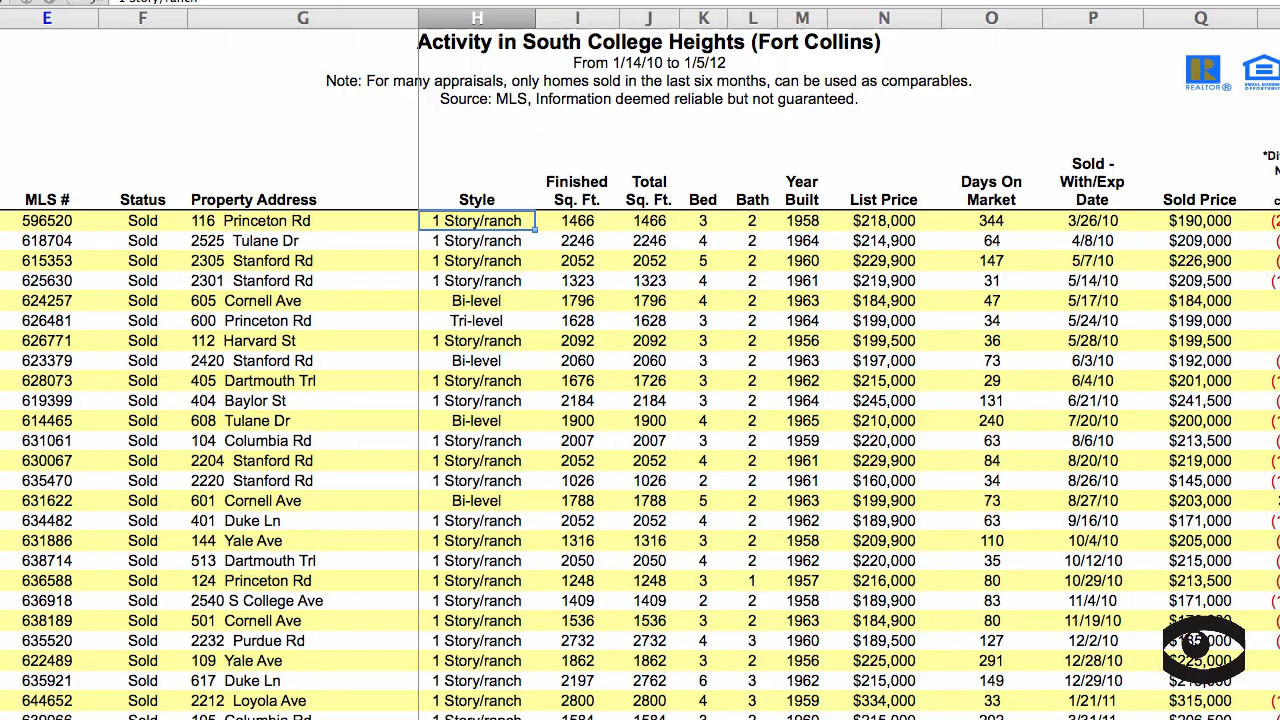 1 Story/ranch
E F G H I J K L M N O P Q
Activity in South College Heights (Fort Collins)
From 1/14/10 to 1/5/12
Note: For many appraisals, only homes sold in the last six months, can be used as comparables.
Source: MLS, Information deemed reliable but not guaranteed.
REALTOR®
MLS # Status Property Address Style Finished Sq. Ft. Total Sq. Ft. Bed Bath Year Built List Price Days On Market Sold - With/Exp Date Sold Price
596520 Sold 116 Princeton Rd 1 Story/ranch 1466 1466 3 2 1958 $218,000 344 3/26/10 $190,000
618704 Sold 2525 Tulane Dr 1 Story/ranch 2246 2246 4 2 1964 $214,900 64 4/8/10 $209,000
615353 Sold 2305 Stanford Rd 1 Story/ranch 2052 2052 5 2 1960 $229,900 147 5/7/10 $226,900
625630 Sold 2301 Stanford Rd 1 Story/ranch 1323 1323 4 2 1961 $219,900 31 5/14/10 $209,500
624257 Sold 605 Cornell Ave Bi-level 1796 1796 4 2 1963 $184,900 47 5/17/10 $184,000
626481 Sold 600 Princeton Rd Tri-level 1628 1628 3 2 1964 $199,000 34 5/24/10 $199,000
626771 Sold 112 Harvard St 1 Story/ranch 2092 2092 3 2 1956 $199,500 36 5/28/10 $199,500
623379 Sold 2420 Stanford Rd Bi-level 2060 2060 3 2 1963 $197,000 73 6/3/10 $192,000
628073 Sold 405 Dartmouth Trl 1 Story/ranch 1676 1726 3 2 1962 $215,000 29 6/4/10 $201,000
619399 Sold 404 Baylor St 1 Story/ranch 2184 2184 3 2 1964 $245,000 131 6/21/10 $241,500
614465 Sold 608 Tulane Dr Bi-level 1900 1900 4 2 1965 $210,000 240 7/20/10 $200,000
631061 Sold 104 Columbia Rd 1 Story/ranch 2007 2007 3 2 1959 $220,000 63 8/6/10 $213,500
630067 Sold 2204 Stanford Rd 1 Story/ranch 2052 2052 4 2 1961 $229,900 84 8/20/10 $219,000
635470 Sold 2220 Stanford Rd 1 Story/ranch 1026 1026 2 2 1961 $160,000 34 8/26/10 $145,000
631622 Sold 601 Cornell Ave Bi-level 1788 1788 5 2 1963 $199,900 73 8/27/10 $203,000
634482 Sold 401 Duke Ln 1 Story/ranch 2052 2052 4 2 1962 $189,900 63 9/16/10 $171,000
631886 Sold 144 Yale Ave 1 Story/ranch 1316 1316 3 2 1958 $209,900 110 10/4/10 $205,000
638714 Sold 513 Dartmouth Trl 1 Story/ranch 2050 2050 4 2 1962 $220,000 35 10/12/10 $215,000
636588 Sold 124 Princeton Rd 1 Story/ranch 1248 1248 3 1 1957 $216,000 80 10/29/10 $213,500
636918 Sold 2540 S College Ave 1 Story/ranch 1409 1409 2 2 1958 $189,900 83 11/4/10 $171,000
638189 Sold 501 Cornell Ave 1 Story/ranch 1536 1536 3 2 1963 $184,900 80 11/19/10
635520 Sold 2232 Purdue Rd 1 Story/ranch 2732 2732 4 3 1960 $189,500 127 12/2/10
622489 Sold 109 Yale Ave 1 Story/ranch 1862 1862 3 2 1956 $225,000 291 12/28/10 $225,000
635921 Sold 617 Duke Ln 1 Story/ranch 2197 2762 6 3 1962 $215,000 149 12/29/10
644652 Sold 2212 Loyola Ave 1 Story/ranch 2800 2800 4 3 1959 $334,000 33 1/21/11 $315,000